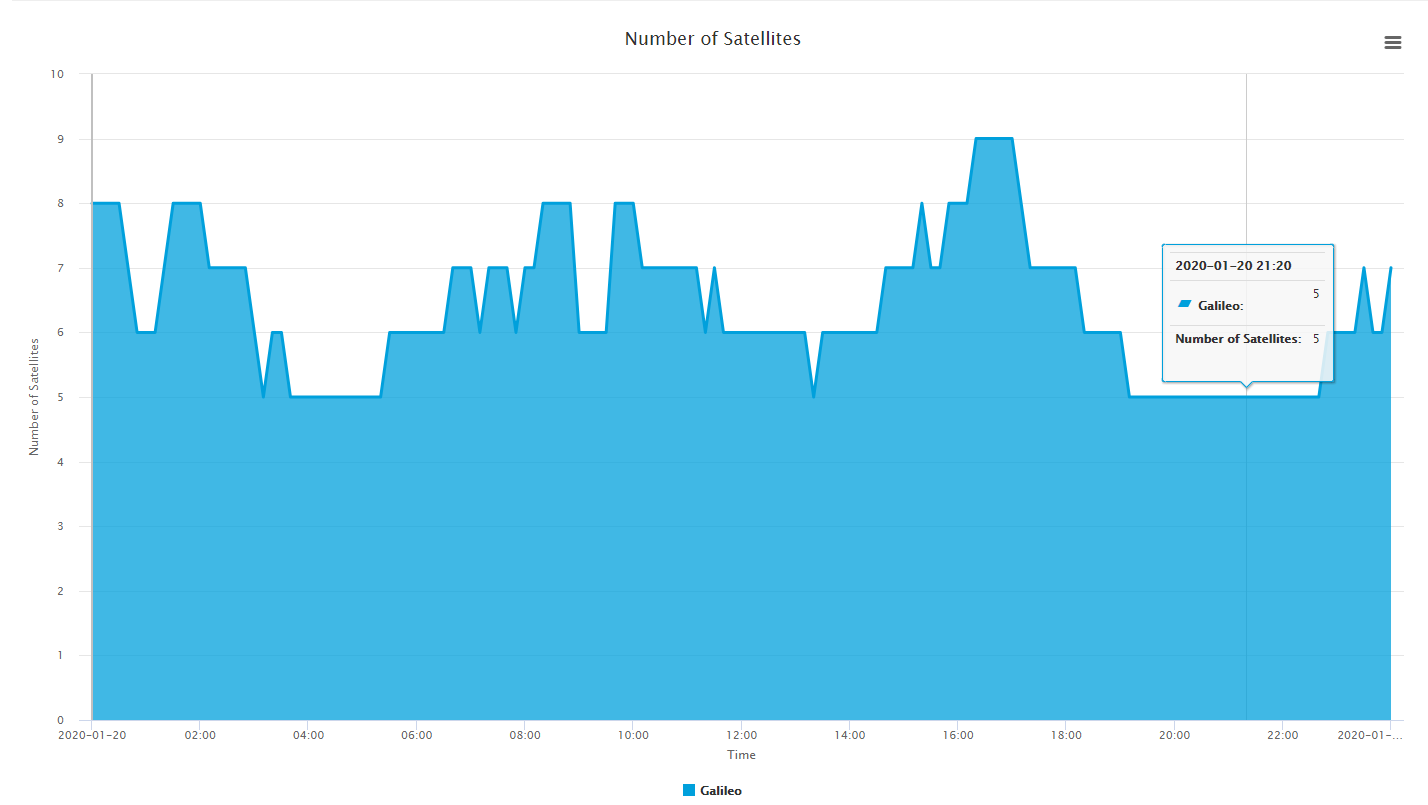 Number of Satellites
10
9
8
7
6
5
4
3
2
1
0
Number of Satellites
2020-01-20 21:20
Galileo: 5
Number of Satellites: 5
2020-01-20 02:00 04:00 06:00 08:00 10:00 12:00 14:00 16:00 18:00 20:00 22:00 2020-01-...
Time
Galileo